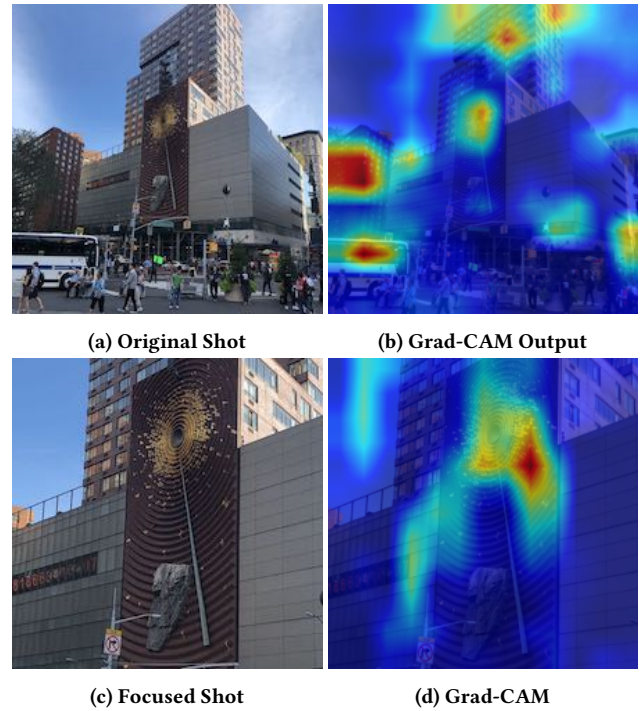 (a) Original Shot
(b) Grad-CAM Output
(c) Focused Shot
(d) Grad-CAM